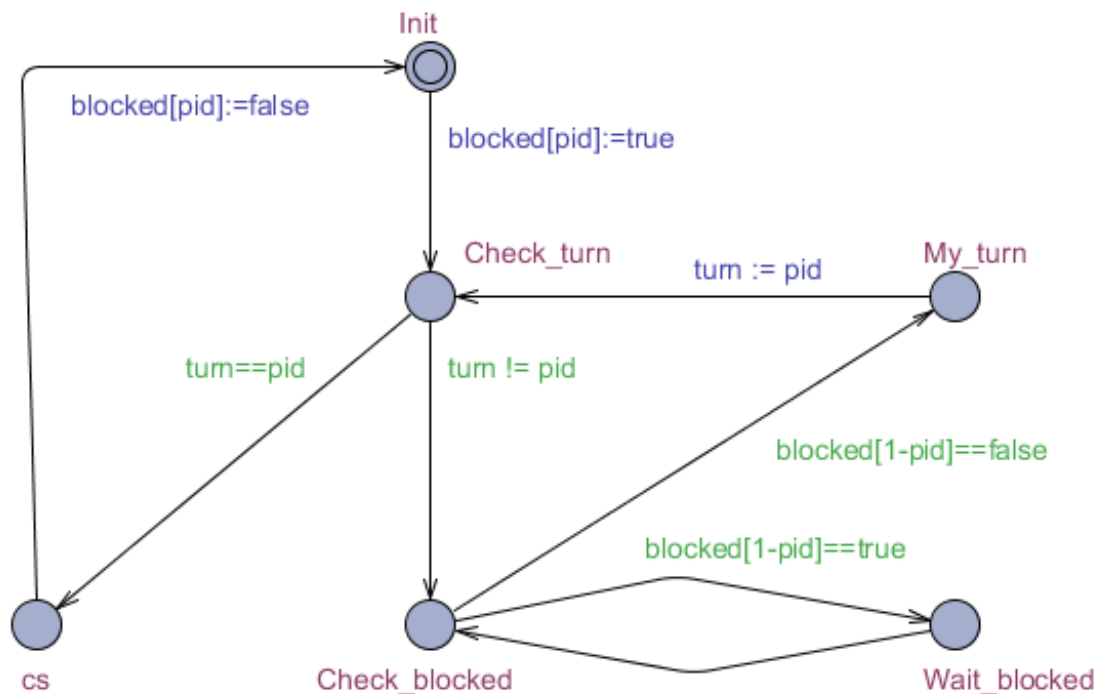 Init
blocked[pid]:=false
blocked[pid]:=true
Check_turn
My_turn
turn := pid
turn==pid
turn != pid
blocked[1-pid]==false
blocked[1-pid]==true
cs
Check_blocked
Wait_blocked